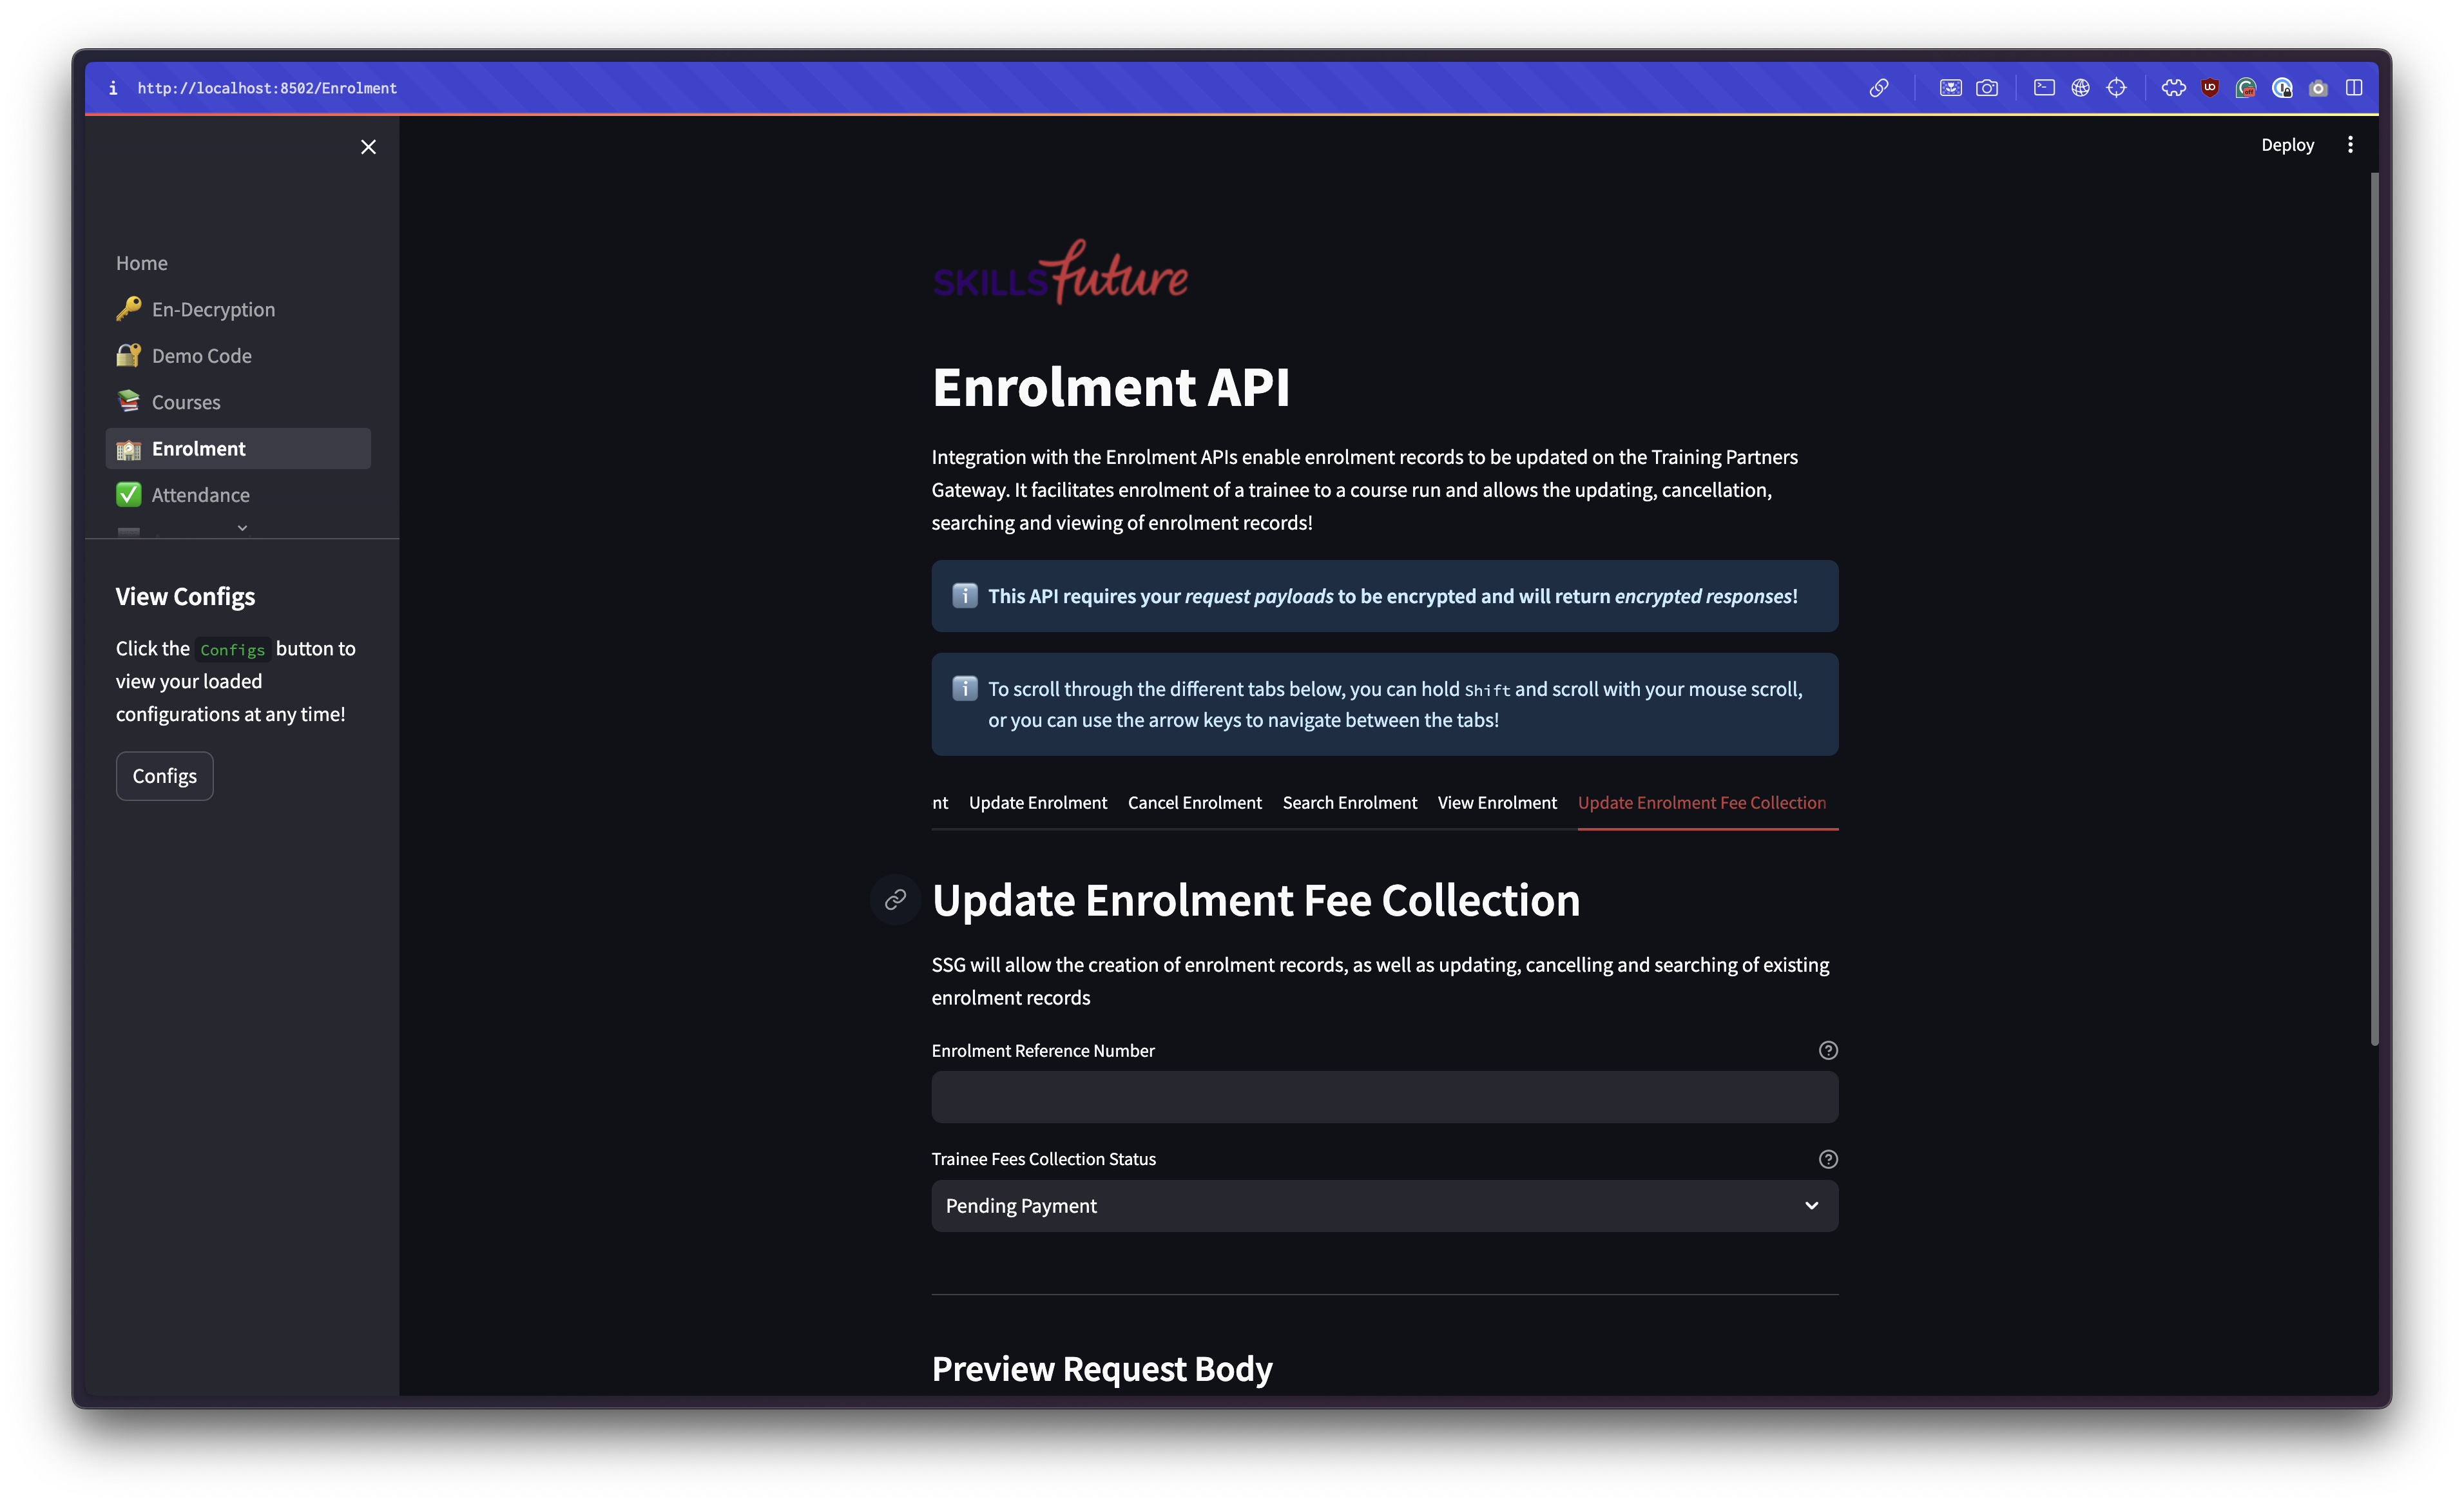 http://localhost:8502/Enrolment
Deploy
Home
En-Decryption
Demo Code
Courses
Enrolment
Attendance
View Configs
Click the Configs button to
view your loaded
configurations at any time!
Configs
SKILLSfuture
Enrolment API
Integration with the Enrolment APIs enable enrolment records to be updated on the Training Partners
Gateway. It facilitates enrolment of a trainee to a course run and allows the updating, cancellation,
searching and viewing of enrolment records!
This API requires your request payloads to be encrypted and will return encrypted responses!
To scroll through the different tabs below, you can hold Shift and scroll with your mouse scroll,
or you can use the arrow keys to navigate between the tabs!
nt Update Enrolment Cancel Enrolment Search Enrolment View Enrolment Update Enrolment Fee Collection
Update Enrolment Fee Collection
SSG will allow the creation of enrolment records, as well as updating, cancelling and searching of existing
enrolment records
Enrolment Reference Number
Trainee Fees Collection Status
Pending Payment
Preview Request Body